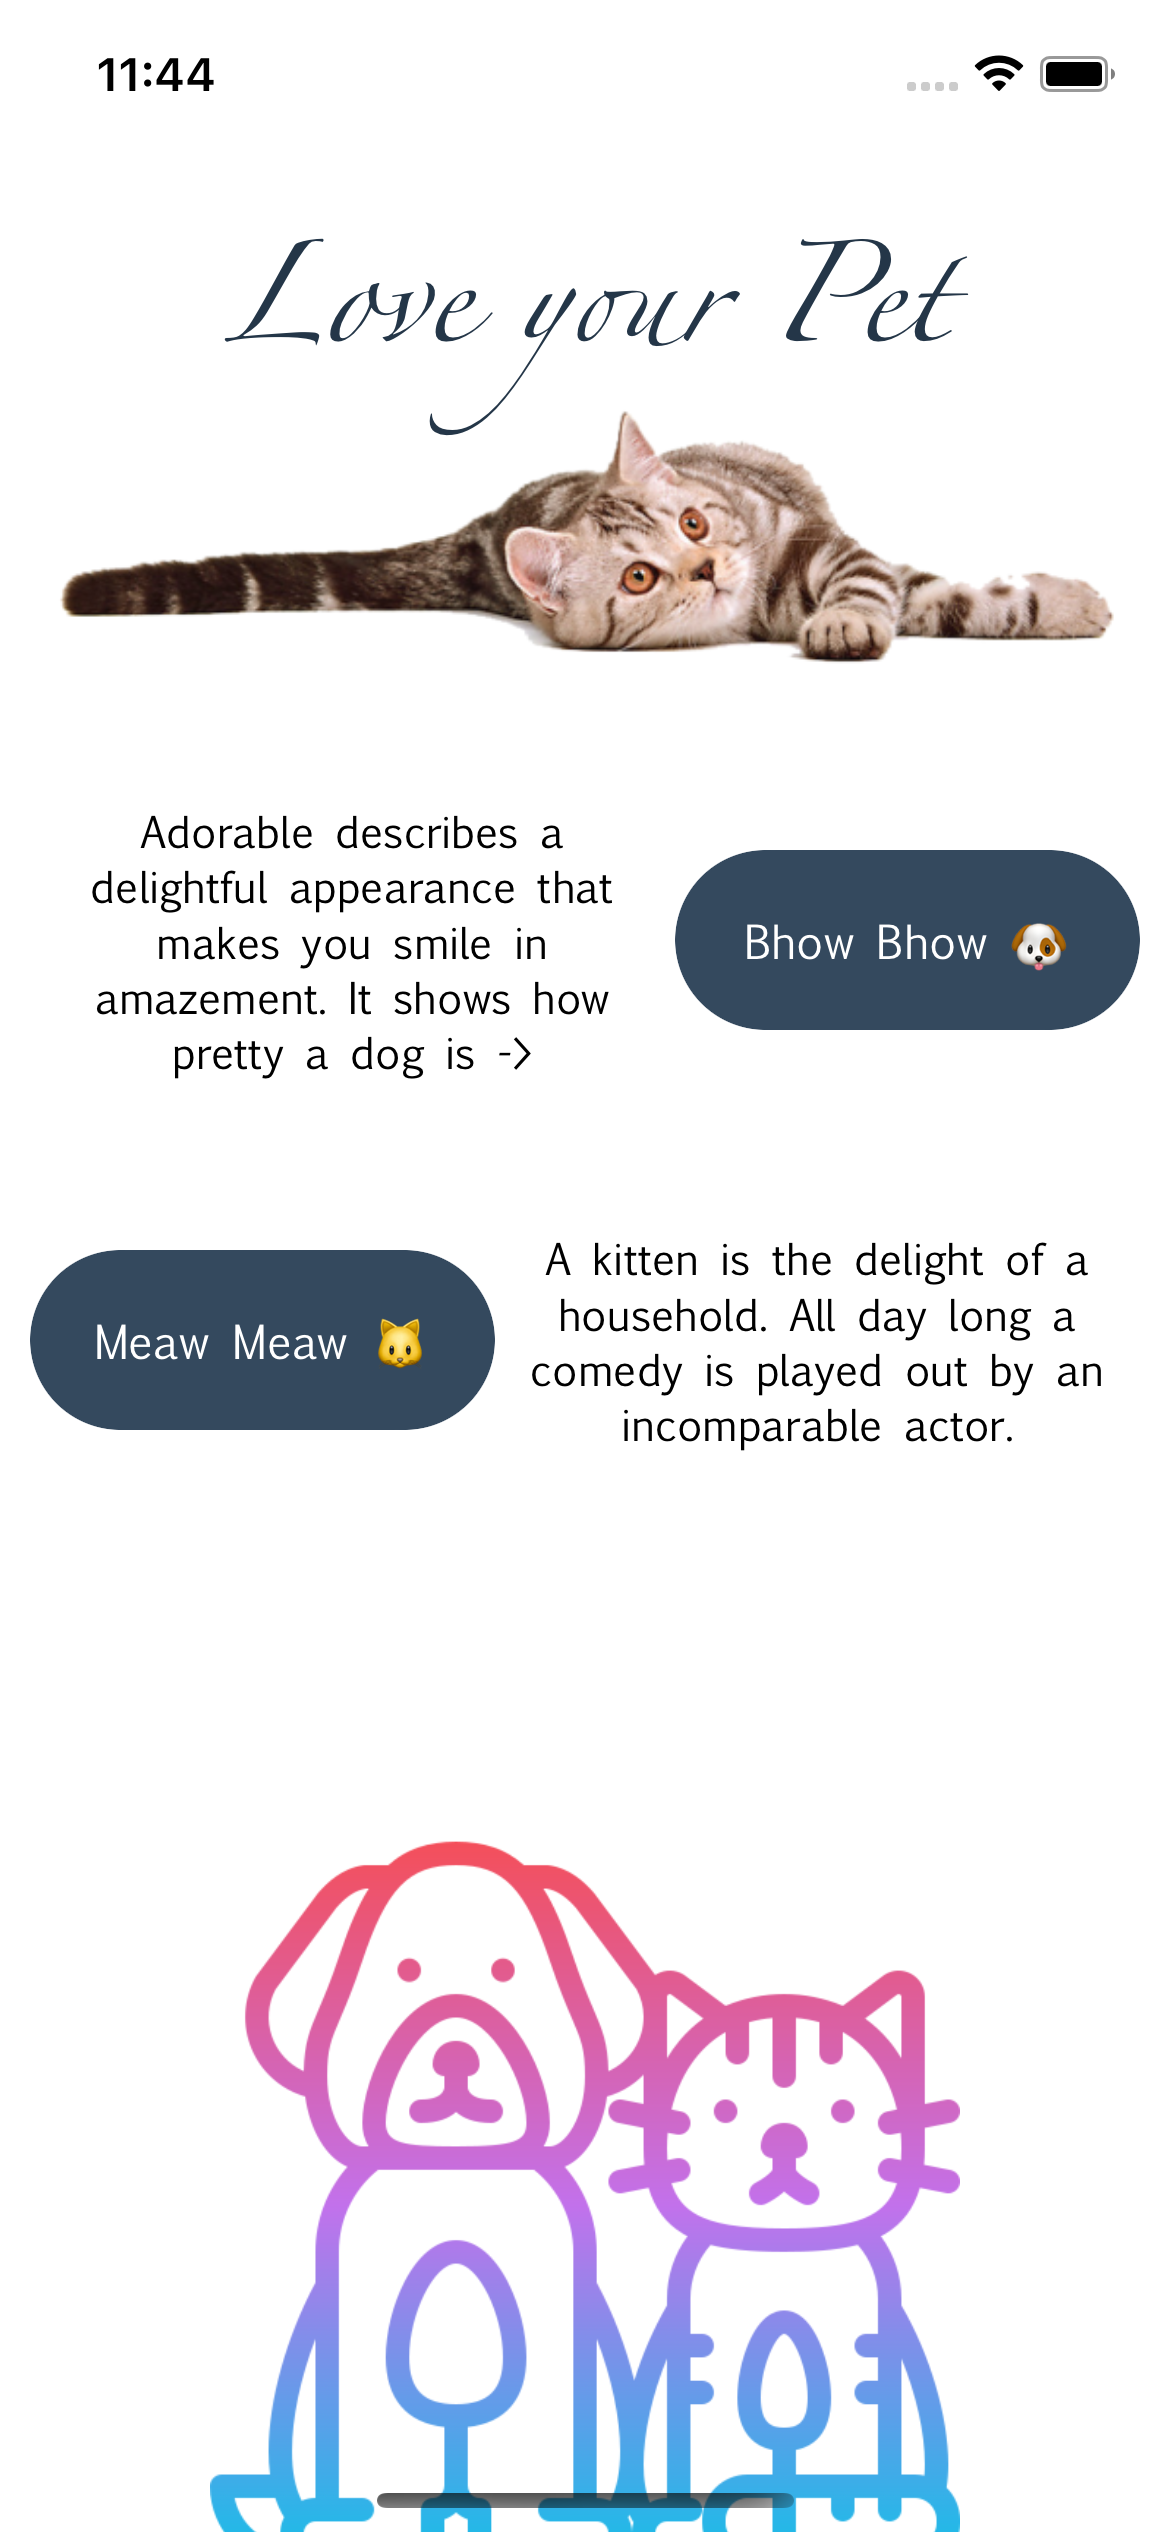 11:44
Love your Pet
Adorable describes a
delightful appearance that
makes you smile in
amazement. It shows how
pretty a dog is ->
Bhow Bhow 🐶
Meaw Meaw 🐱
A kitten is the delight of a
household. All day long a
comedy is played out by an
incomparable actor.